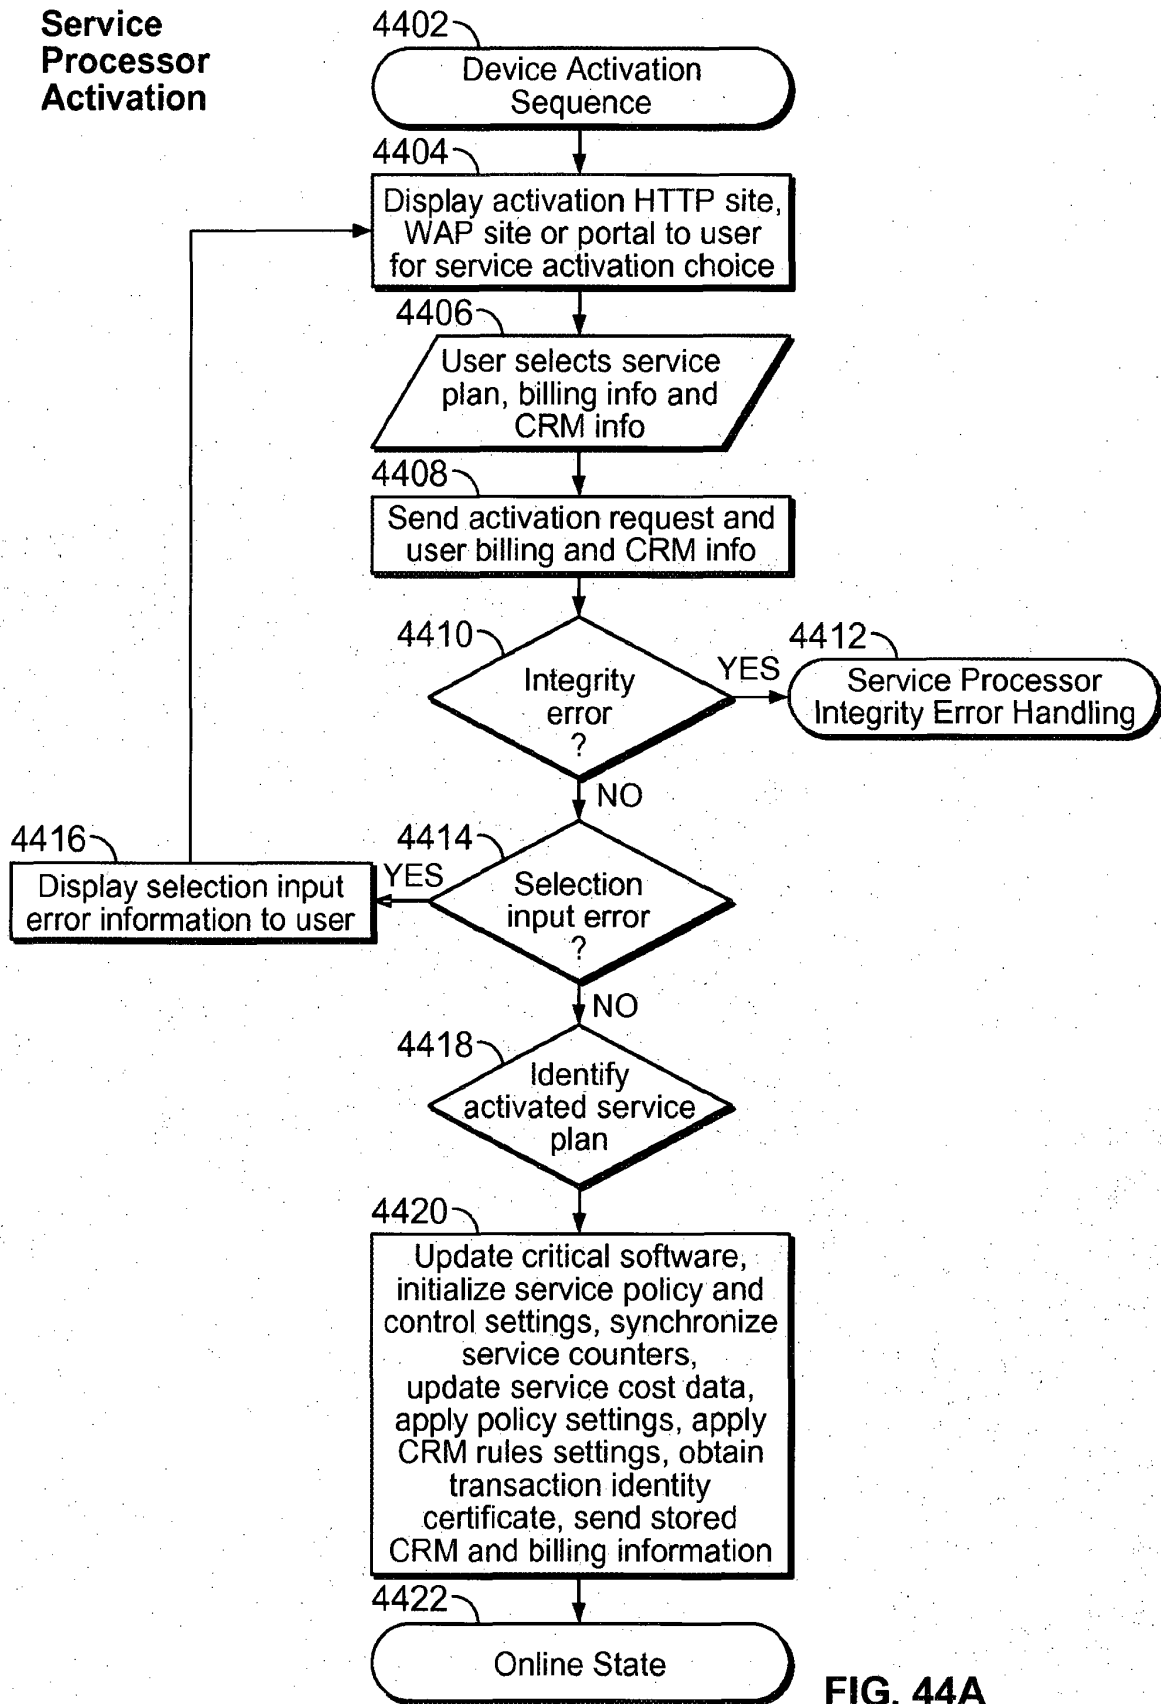 Service
Processor
Activation
4402
Device Activation
Sequence
4404
Display activation HTTP site,
WAP site or portal to user
for service activation choice
4406
User selects service
plan, billing info and
CRM info
4408
Send activation request and
user billing and CRM info
4410
Integrity
error
?
YES
4412
Service Processor
Integrity Error Handling
NO
4416
Display selection input
error information to user
YES
4414
Selection
input error
?
NO
4418
Identify
activated service
plan
4420
Update critical software,
initialize service policy and
control settings, synchronize
service counters,
update service cost data,
apply policy settings, apply
CRM rules settings, obtain
transaction identity
certificate, send stored
CRM and billing information
4422
Online State
FIG. 44A